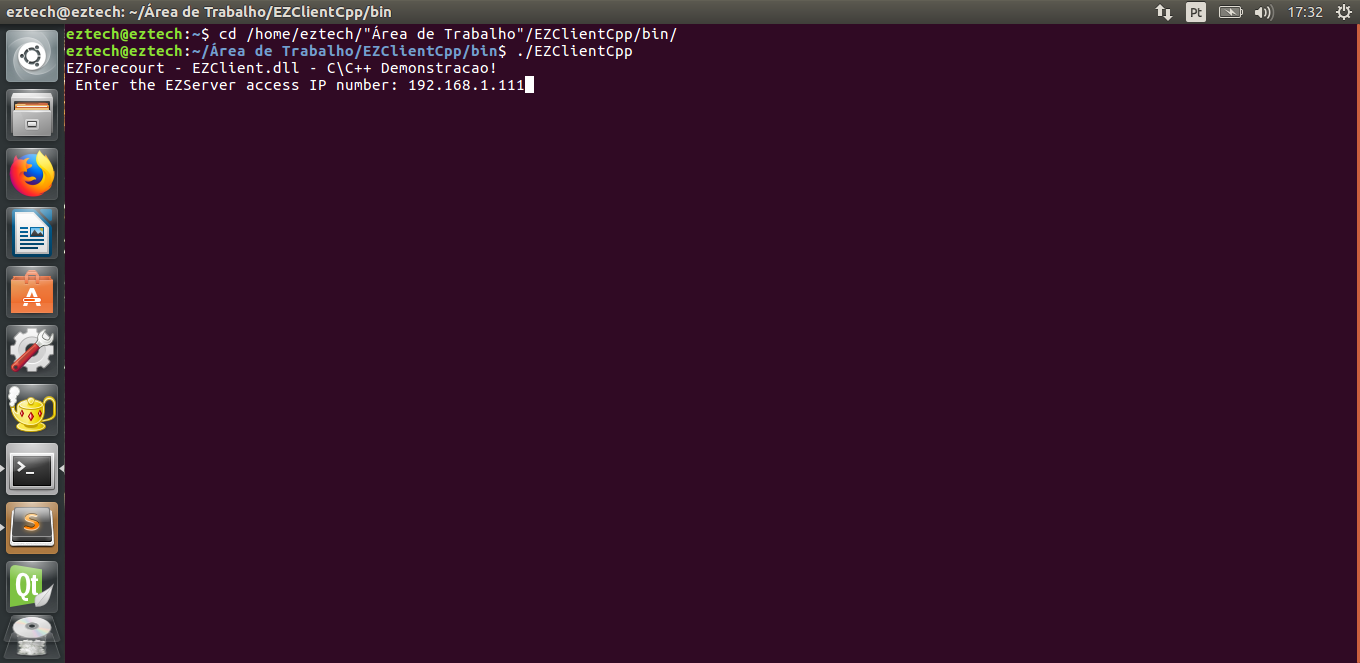 eztech@eztech: ~/Área de Trabalho/EZClientCpp/bin
Pt
17:32
eztech@eztech:~$ cd /home/eztech/"Área de Trabalho"/EZClientCpp/bin/
eztech@eztech:~/Área de Trabalho/EZClientCpp/bin$ ./EZClientCpp
EZForecourt - EZClient.dll - C\C++ Demonstracao!
Enter the EZServer access IP number: 192.168.1.111
A
>_
S
Qt